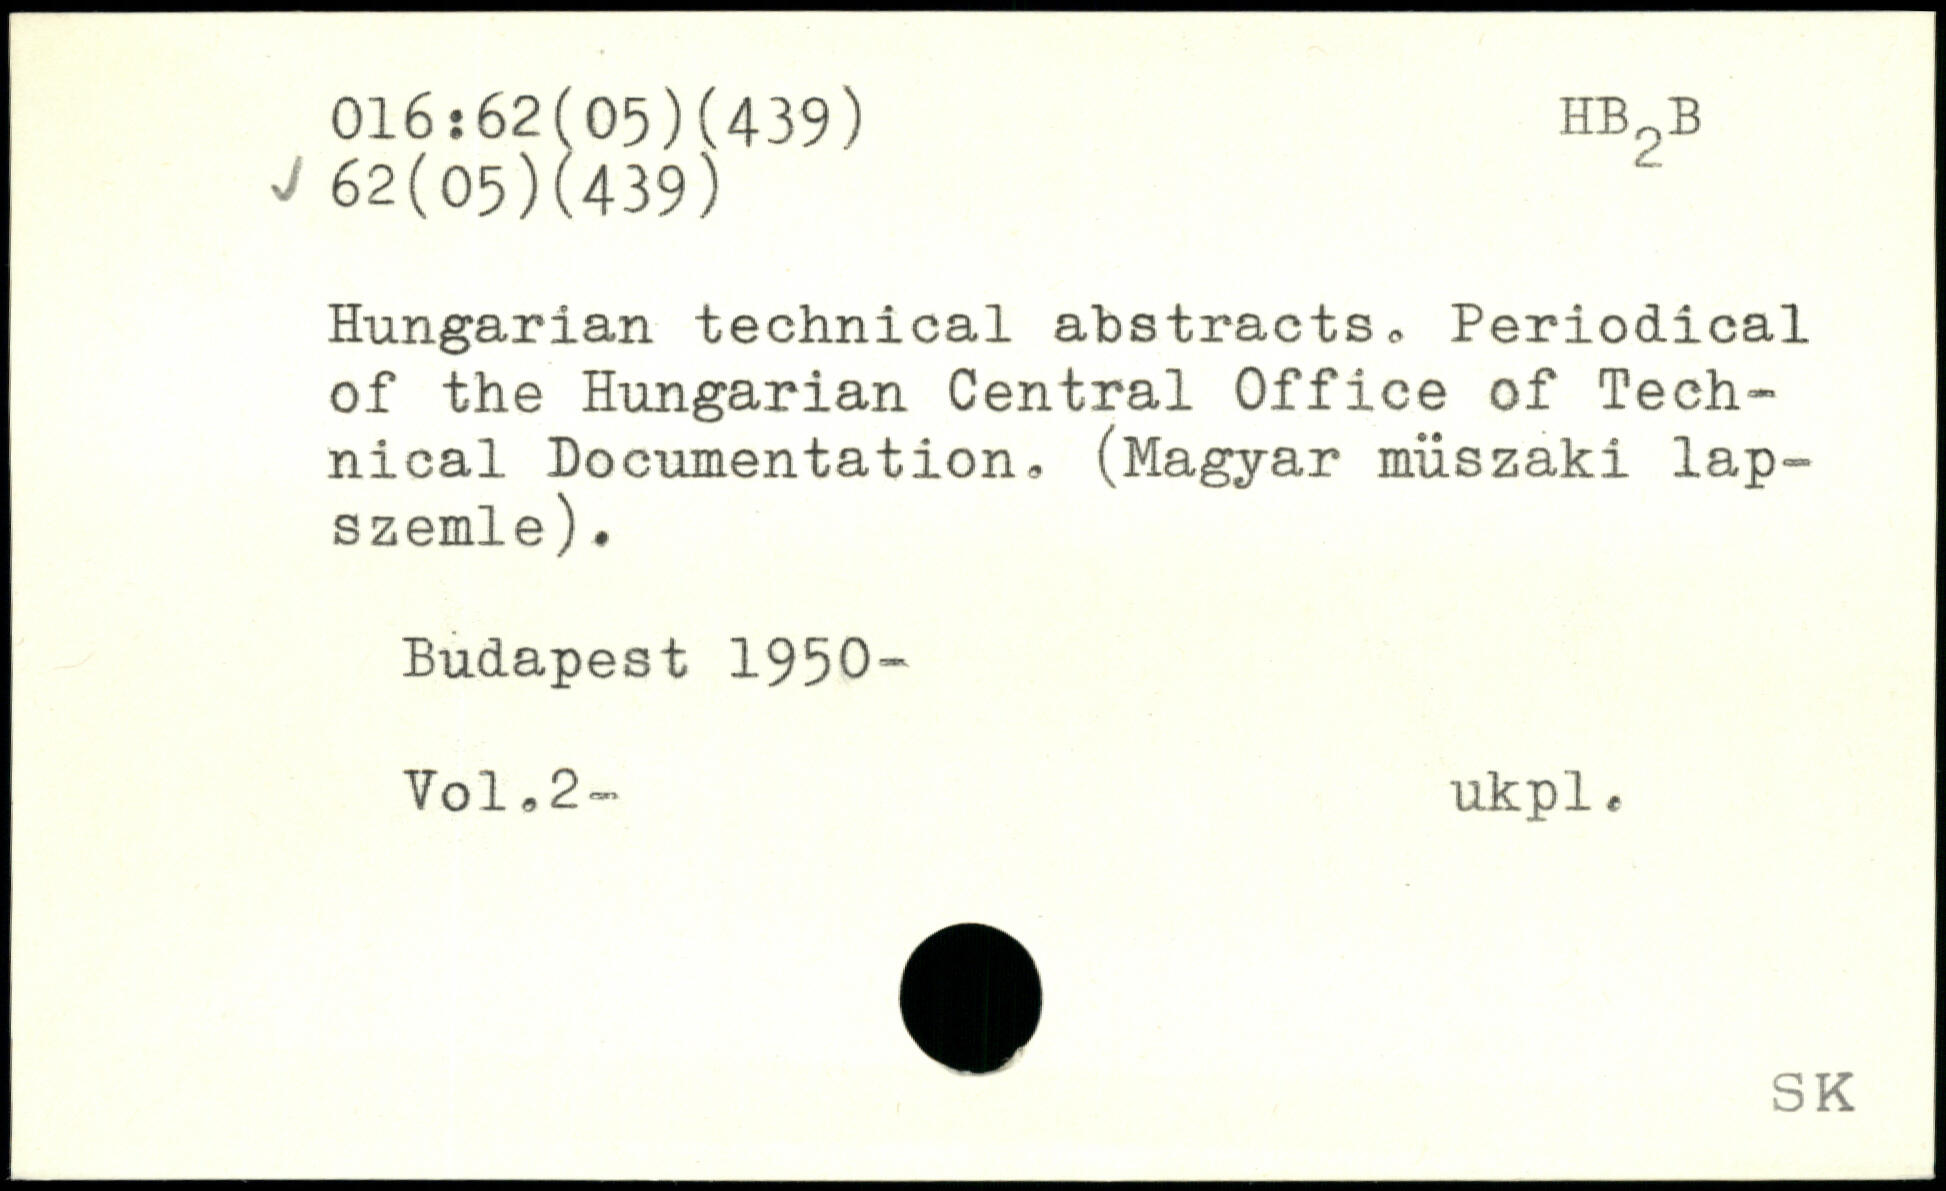 016:62(05)(439) HB₂B
✓ 62(05)(439)
Hungarian technical abstracts. Periodical
of the Hungarian Central Office of Tech-
nical Documentation. (Magyar müszaki lap-
szemle).
Budapest 1950-
Vol.2- ukpl.
SK